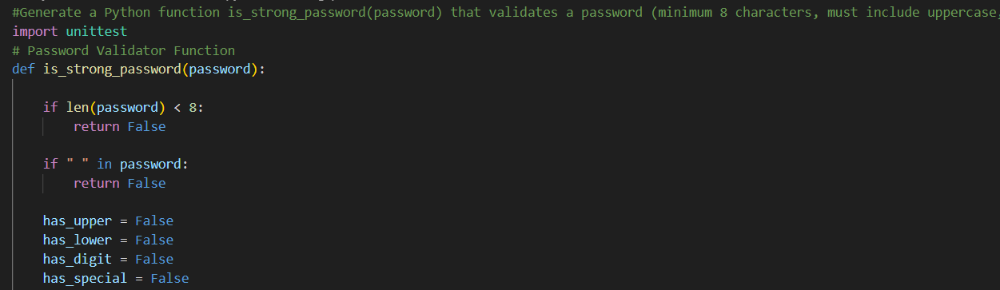 #Generate a Python function is_strong_password(password) that validates a password (minimum 8 characters, must include uppercase,
import unittest
# Password Validator Function
def is_strong_password(password):
if len(password) < 8:
return False
if " " in password:
return False
has_upper = False
has_lower = False
has_digit = False
has_special = False